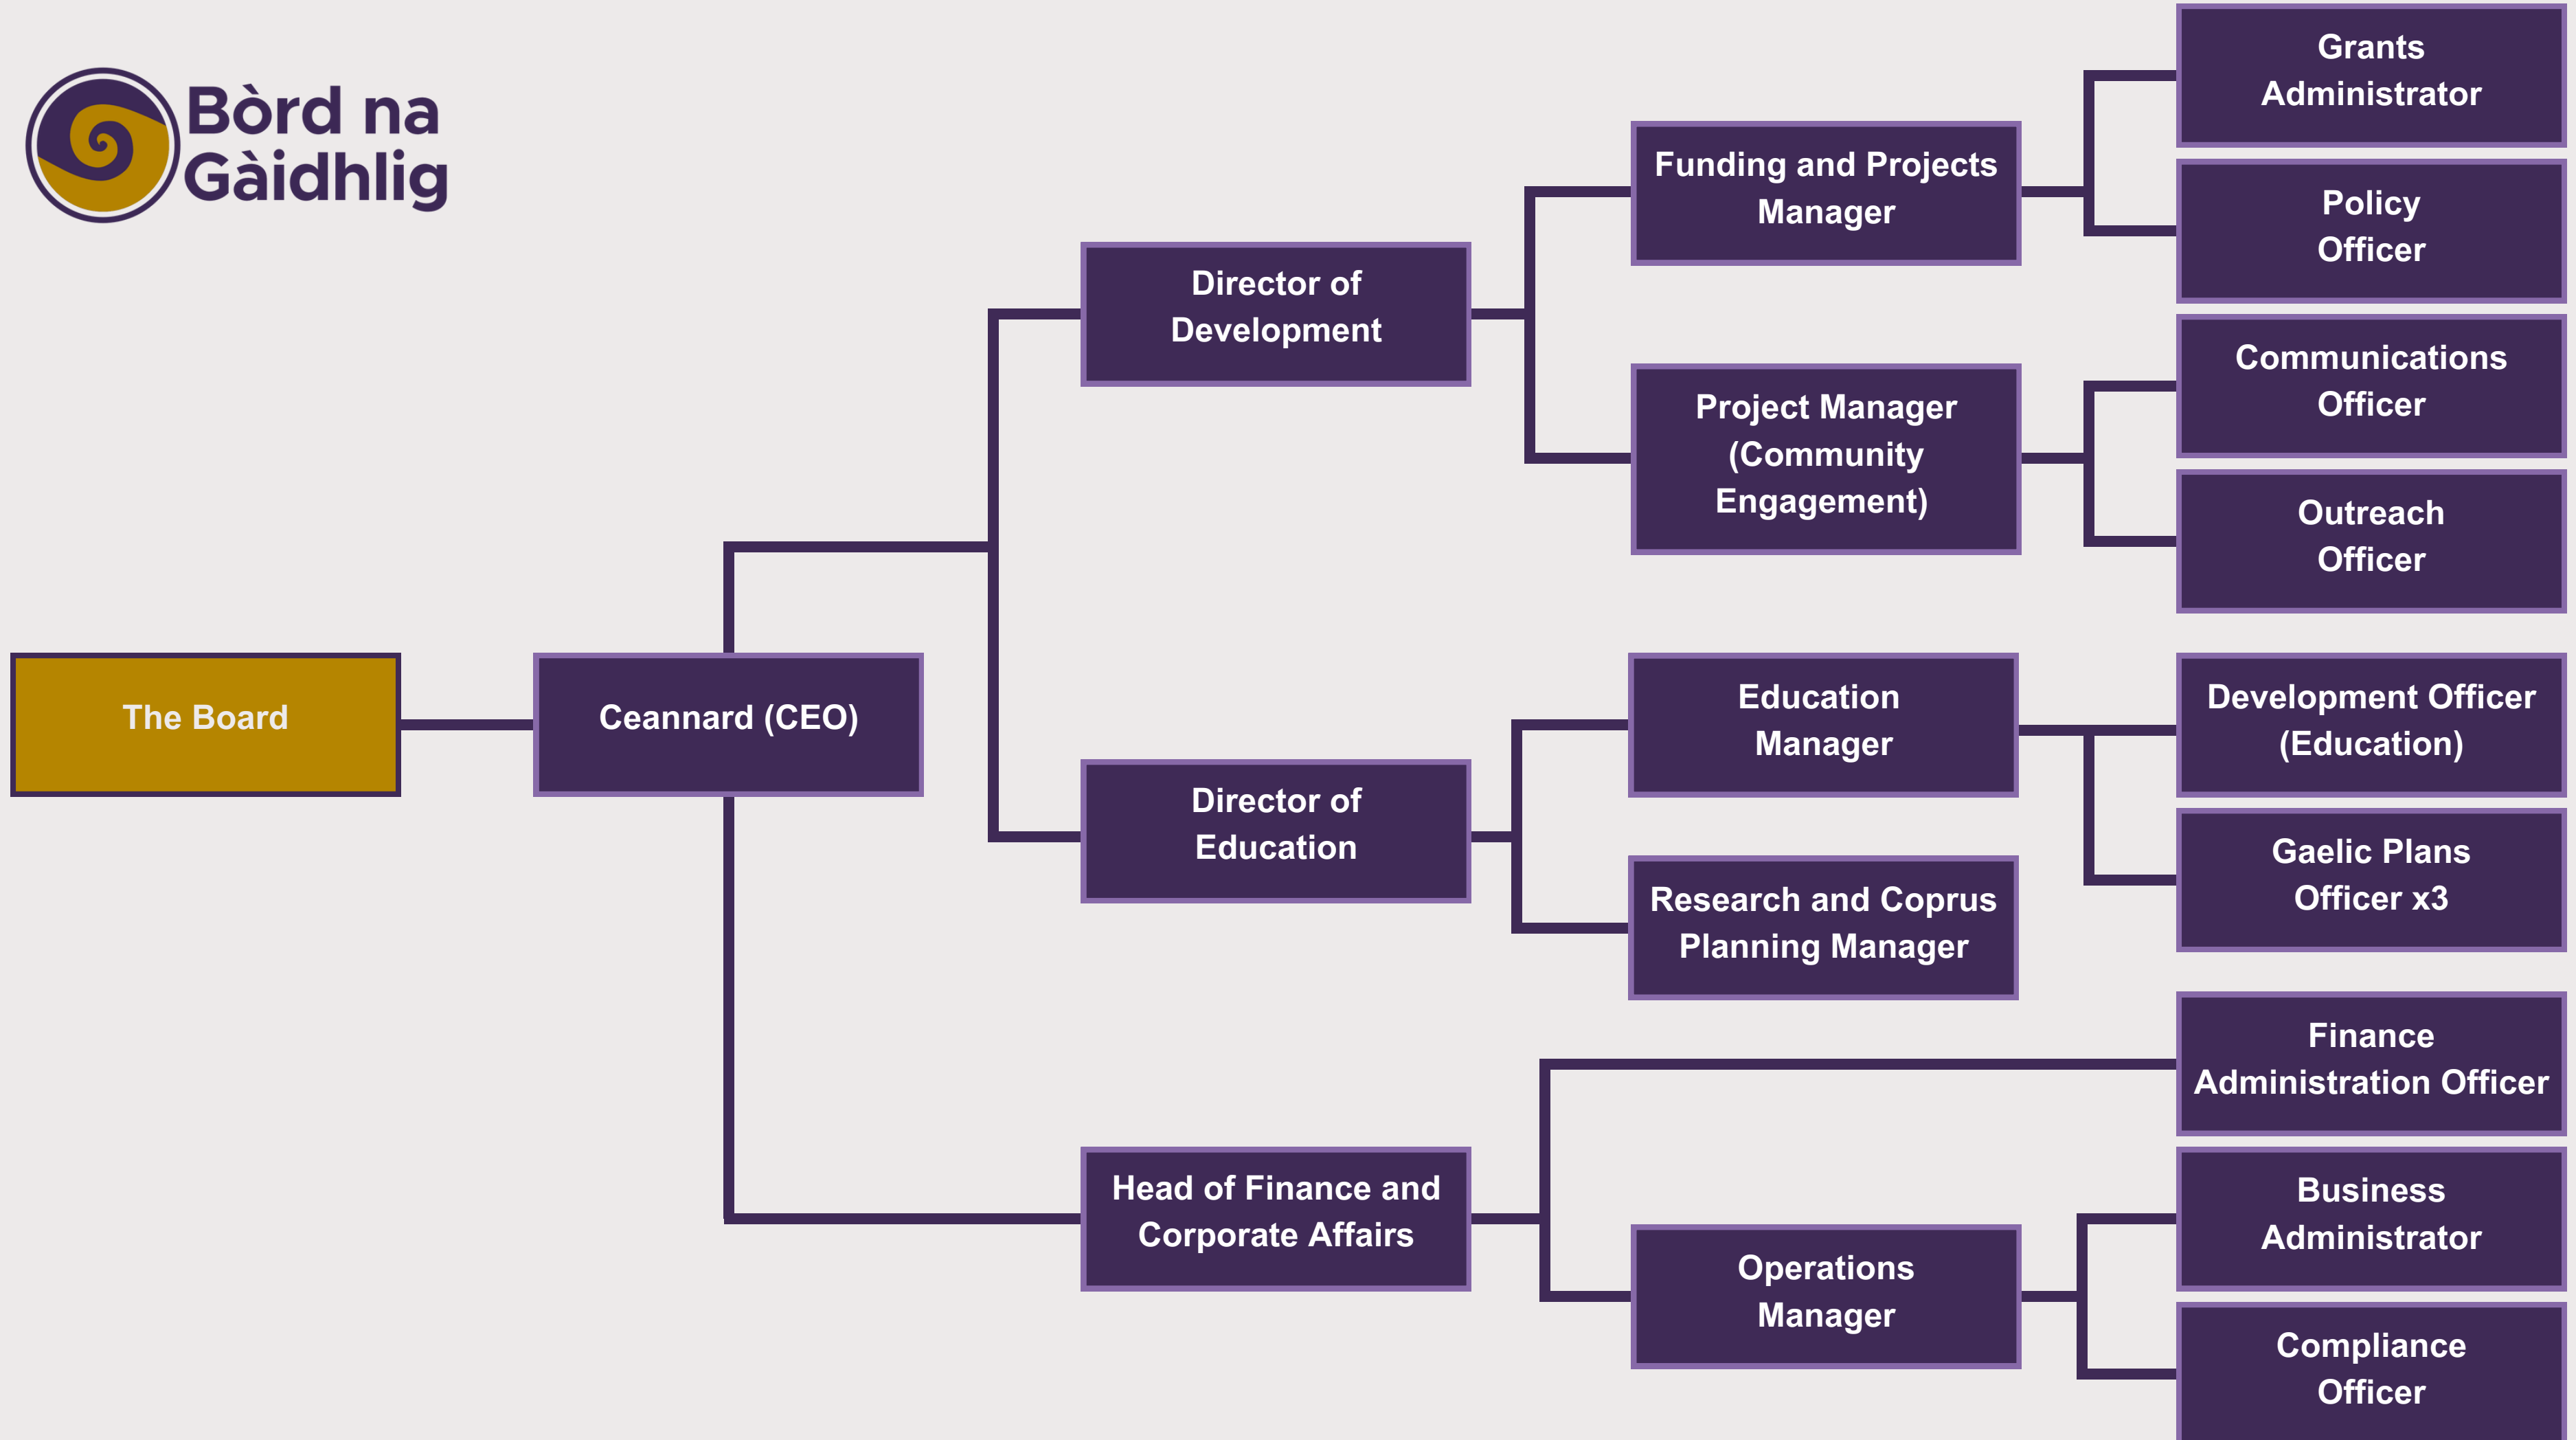 Bòrd na
Gàidhlig
The Board
Ceannard (CEO)
Director of
Development
Director of
Education
Head of Finance and
Corporate Affairs
Funding and Projects
Manager
Project Manager
(Community
Engagement)
Education
Manager
Research and Coprus
Planning Manager
Operations
Manager
Grants
Administrator
Policy
Officer
Communications
Officer
Outreach
Officer
Development Officer
(Education)
Gaelic Plans
Officer x3
Finance
Administration Officer
Business
Administrator
Compliance
Officer